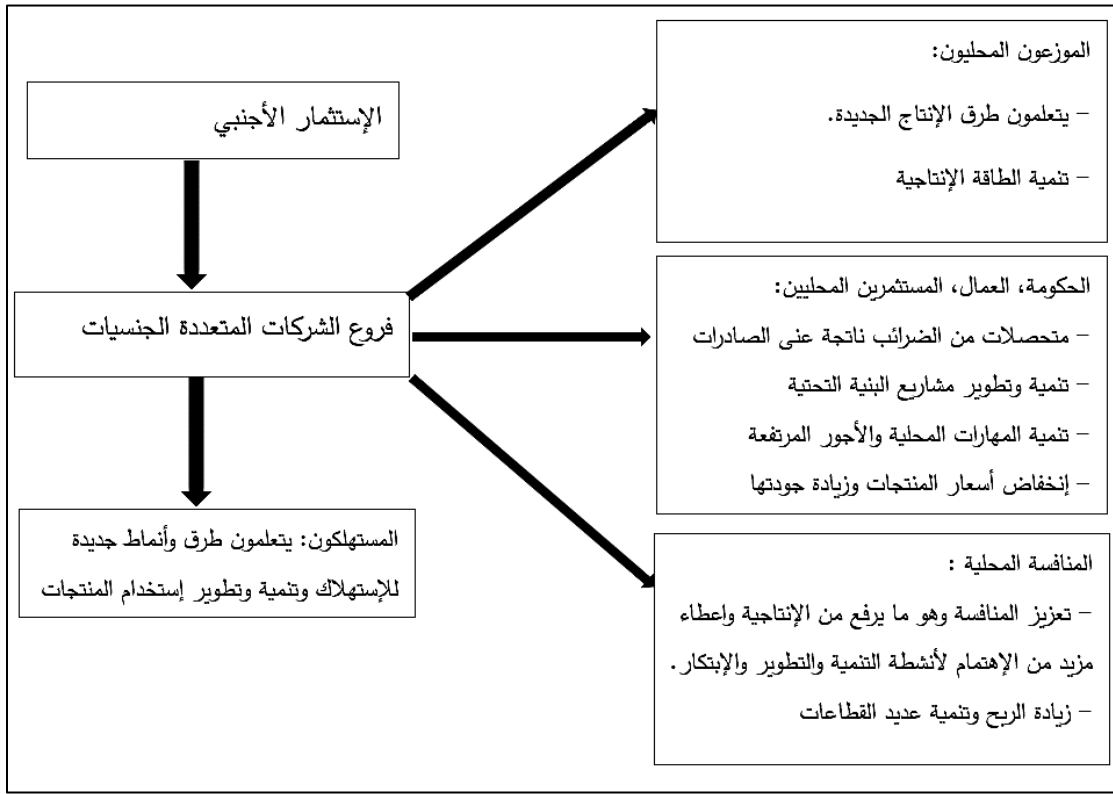 الإستثمار الأجنبي
فروع الشركات المتعددة الجنسيات
المستهلكون: يتعلمون طرق وأنماط جديدة
للإستهلاك وتنمية وتطوير إستخدام المنتجات
الموزعون المحليون:
– يتعلمون طرق الإنتاج الجديدة.
– تنمية الطاقة الإنتاجية
الحكومة، العمال، المستثمرين المحليين:
– متحصلات من الضرائب ناتجة عنى الصادرات
– تنمية وتطوير مشاريع البنية التحتية
– تنمية المهارات المحلية والأجور المرتفعة
– إنخفاض أسعار المنتجات وزيادة جودتها
المنافسة المحلية :
– تعزيز المنافسة وهو ما يرفع من الإنتاجية واعطاء
مزيد من الإهتمام لأنشطة التنمية والتطوير والإبتكار.
– زيادة الربح وتنمية عديد القطاعات